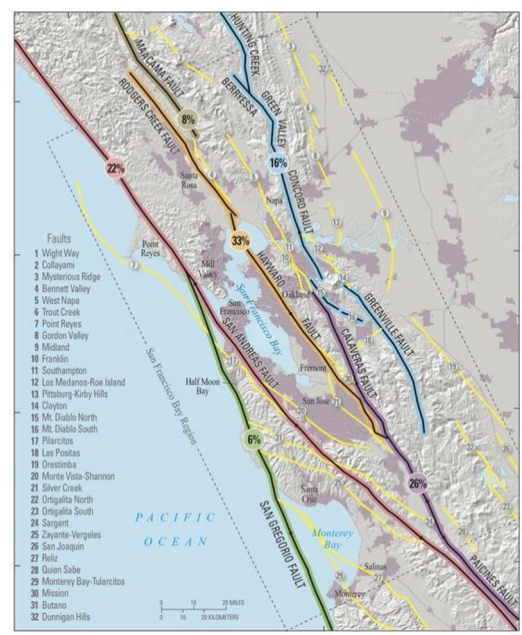 HUNTING CREEK
BERRYESSA
GREEN VALLEY
CONCORD FAULT
MAACAMA FAULT
RODGERS CREEK FAULT
8%
16%
22%
33%
Santa
Rosa
Napa
Point
Reyes
Mill
Valley
HAYWARD
FAULT
Oakland
San
Francisco
San Francisco Bay
GREENVILLE FAULT
CALAVERAS FAULT
SAN ANDREAS FAULT
Fremont
Half Moon
Bay
San Jose
San Francisco Bay Region
6%
26%
SAN GREGORIO FAULT
Santa
Cruz
Monterey
Bay
Salinas
Monterey
PAICINES FAULT
PACIFIC
OCEAN
Faults
1 Wight Way
2 Collayami
3 Mysterious Ridge
4 Bennett Valley
5 West Napa
6 Trout Creek
7 Point Reyes
8 Gordon Valley
9 Midland
10 Franklin
11 Southampton
12 Los Medanos-Roe Island
13 Pittsburg-Kirby Hills
14 Clayton
15 Mt. Diablo North
16 Mt. Diablo South
17 Pilarcitos
18 Las Positas
19 Orestimba
20 Monte Vista-Shannon
21 Silver Creek
22 Ortigalita North
23 Ortigalita South
24 Sargent
25 Zayante-Vergeles
26 San Joaquin
27 Reliz
28 Quien Sabe
29 Monterey Bay-Tularcitos
30 Mission
31 Butano
32 Dunnigan Hills
0 10 20 MILES
0 10 20 KILOMETERS